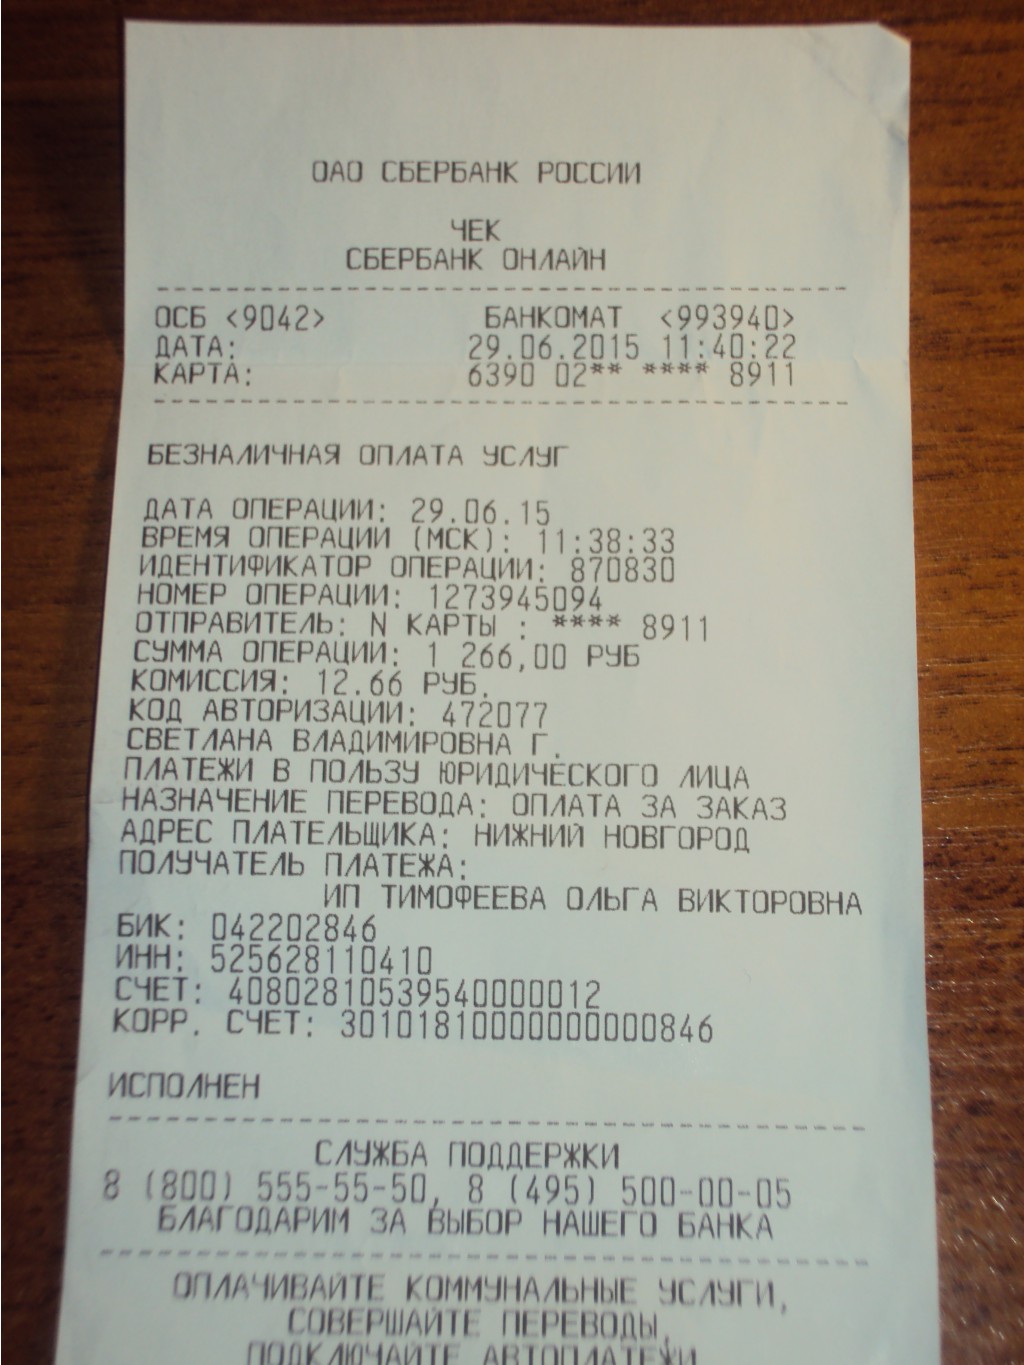 ОАО СБЕРБАНК РОССИИ
ЧЕК
СБЕРБАНК ОНЛАЙН
ОСБ <9042> БАНКОМАТ <993940>
ДАТА: 29.06.2015 11:40:22
КАРТА: 6390 02** **** 8911
БЕЗНАЛИЧНАЯ ОПЛАТА УСЛУГ
ДАТА ОПЕРАЦИИ: 29.06.15
ВРЕМЯ ОПЕРАЦИИ (МСК): 11:38:33
ИДЕНТИФИКАТОР ОПЕРАЦИИ: 870830
НОМЕР ОПЕРАЦИИ: 1273945094
ОТПРАВИТЕЛЬ: N КАРТЫ : **** 8911
СУММА ОПЕРАЦИИ: 1 266,00 РУБ
КОМИССИЯ: 12.66 РУБ.
КОД АВТОРИЗАЦИИ: 472077
СВЕТЛАНА ВЛАДИМИРОВНА Г.
ПЛАТЕЖИ В ПОЛЬЗУ ЮРИДИЧЕСКОГО ЛИЦА
НАЗНАЧЕНИЕ ПЕРЕВОДА: ОПЛАТА ЗА ЗАКАЗ
АДРЕС ПЛАТЕЛЬЩИКА: НИЖНИЙ НОВГОРОД
ПОЛУЧАТЕЛЬ ПЛАТЕЖА:
ИП ТИМОФЕЕВА ОЛЬГА ВИКТОРОВНА
БИК: 042202846
ИНН: 525628110410
СЧЕТ: 40802810539540000012
КОРР. СЧЕТ: 30101810000000000846
ИСПОЛНЕН
СЛУЖБА ПОДДЕРЖКИ
8 (800) 555-55-50, 8 (495) 500-00-05
БЛАГОДАРИМ ЗА ВЫБОР НАШЕГО БАНКА
ОПЛАЧИВАЙТЕ КОММУНАЛЬНЫЕ УСЛУГИ,
СОВЕРШАЙТЕ ПЕРЕВОДЫ,
ПОДКЛЮЧАЙТЕ АВТОПЛАТЕЖИ